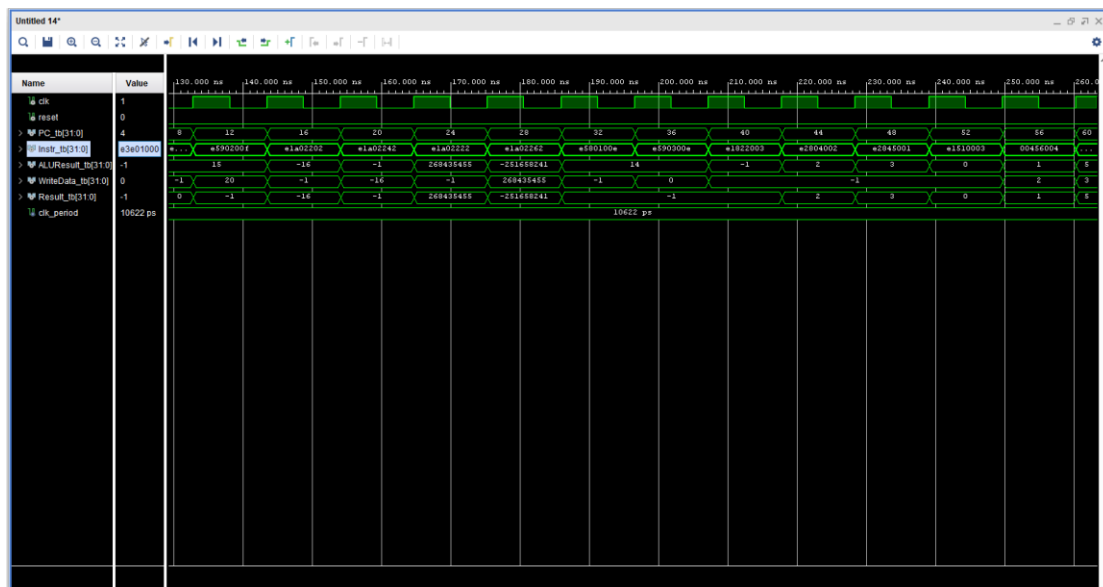 Untitled 14*
Name Value 130.000 ns 140.000 ns 150.000 ns 160.000 ns 170.000 ns 180.000 ns 190.000 ns 200.000 ns 210.000 ns 220.000 ns 230.000 ns 240.000 ns 250.000 ns 260.0
clk 1
reset 0
PC_tb[31:0] 4 8 12 16 20 24 28 32 36 40 44 48 52 56 60
Instr_tb[31:0] e3e01000 e... e590200f e1a02202 e1a02242 e1a02222 e1a02262 e580100e e590300e e1822003 e2804002 e2845001 e1510003 00456004 ...
ALUResult_tb[31:0] -1 15 -16 -1 268435455 -251658241 14 -1 2 3 0 1 5
WriteData_tb[31:0] 0 -1 20 -1 -16 -1 268435455 -1 0 -1 2 3
Result_tb[31:0] -1 0 -1 -16 -1 268435455 -251658241 -1 2 3 0 1 5
clk_period 10622 ps 10622 ps